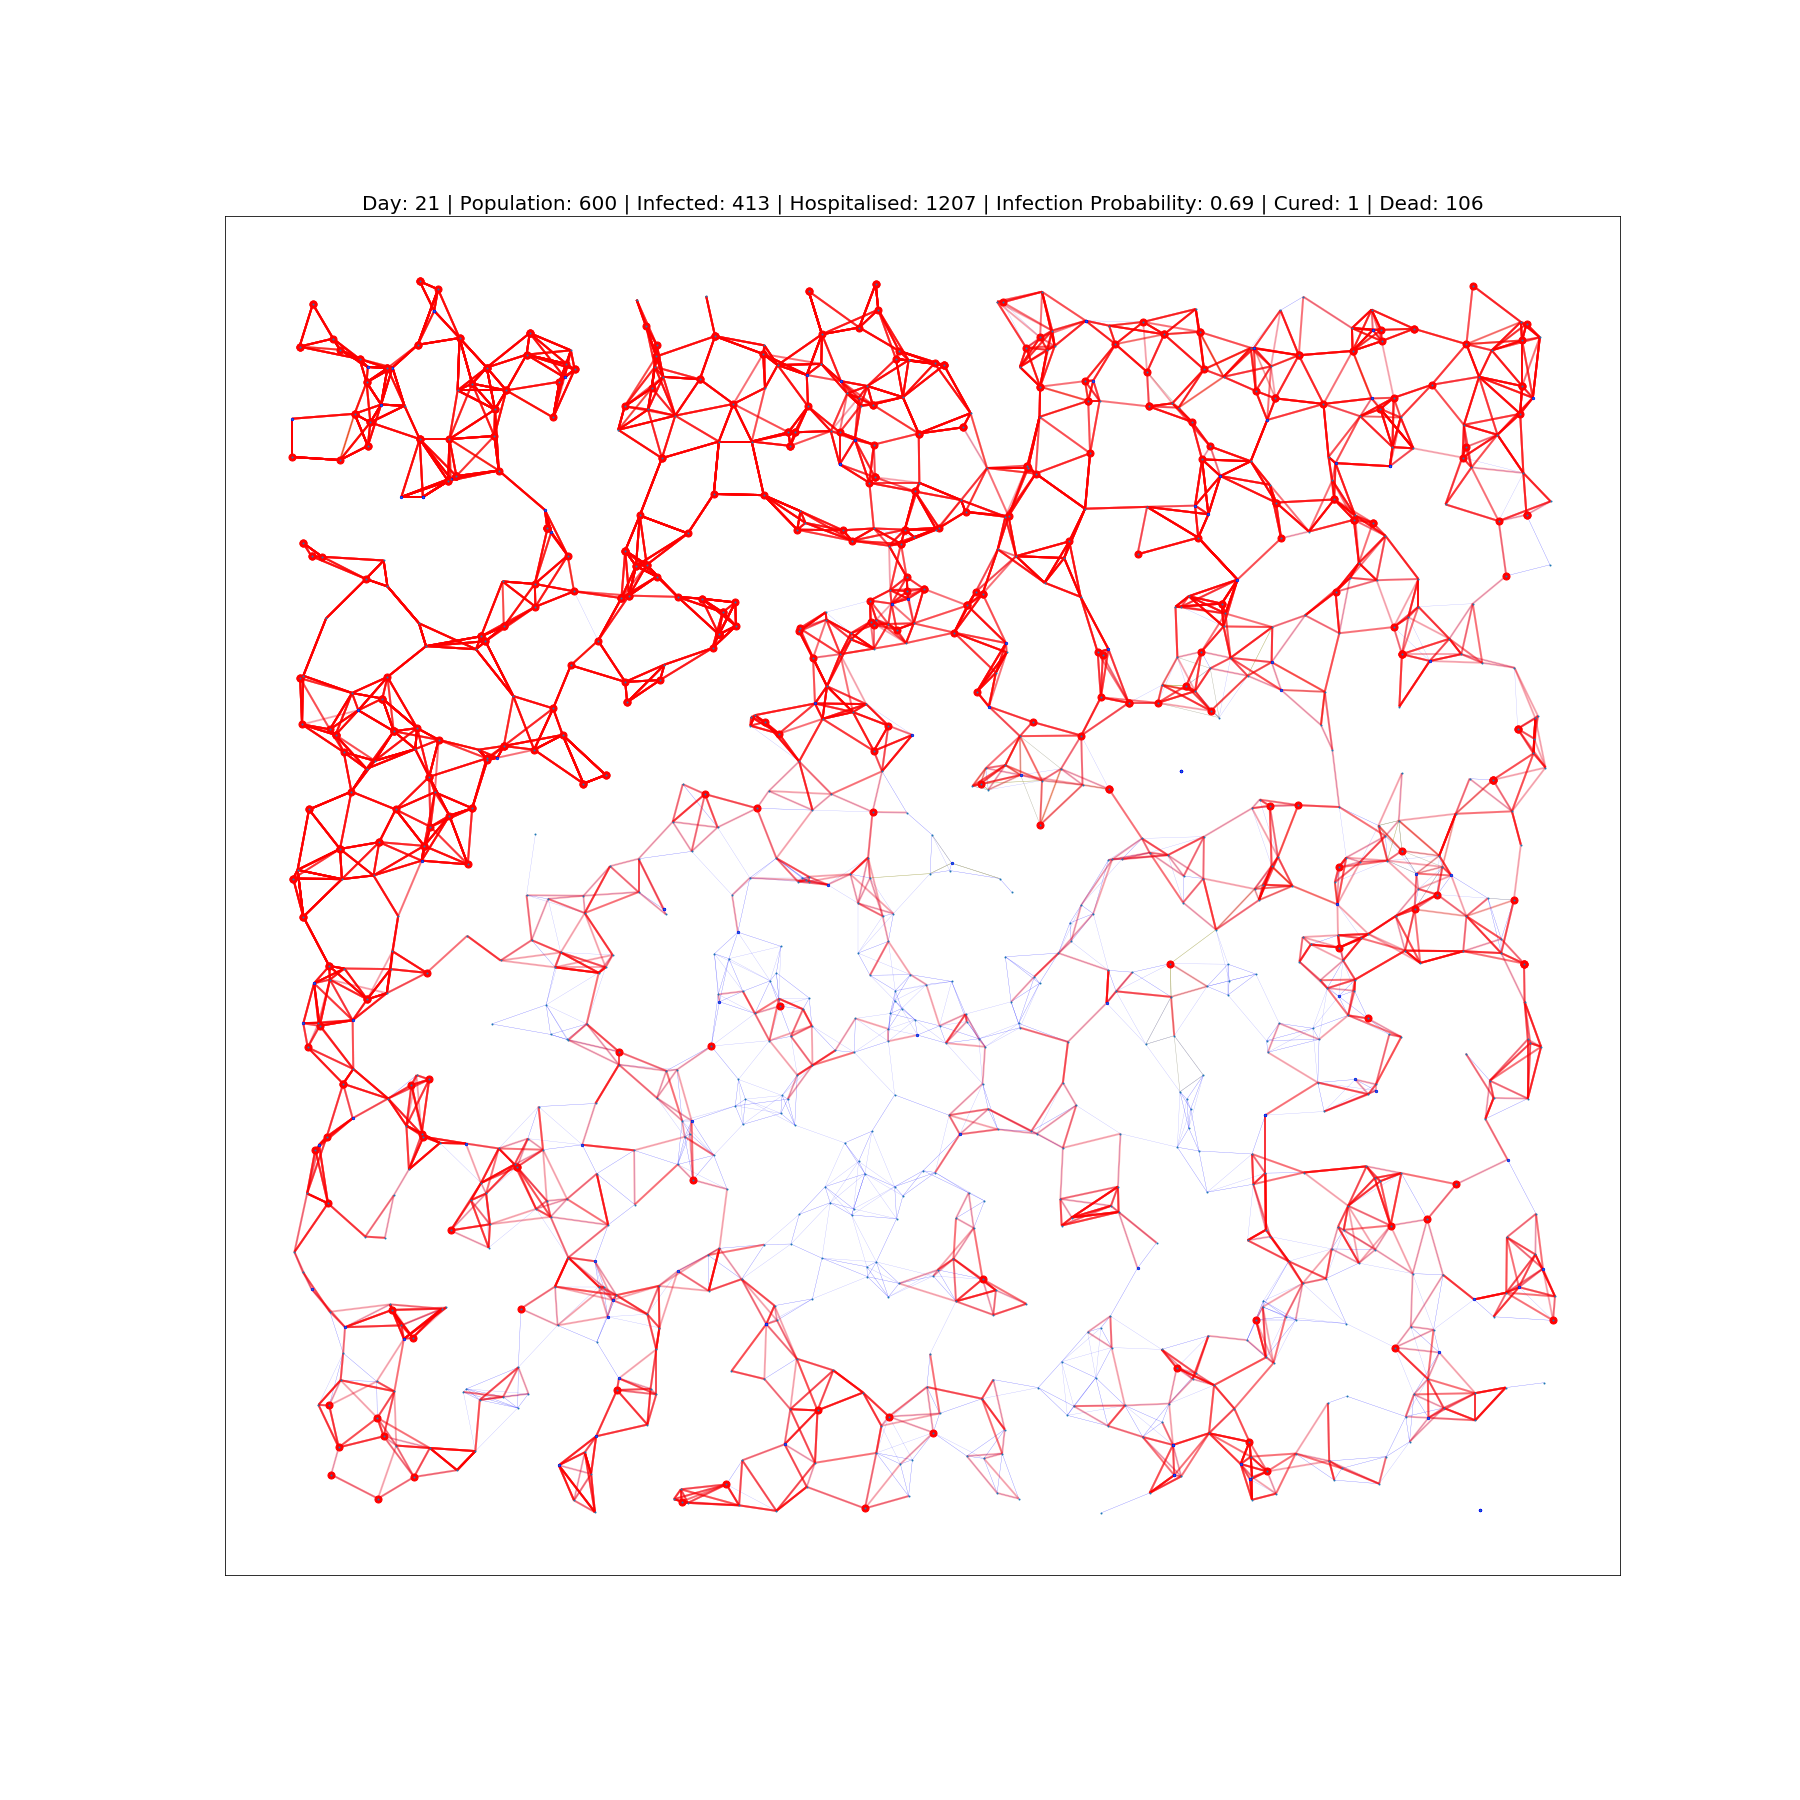 Day: 21 | Population: 600 | Infected: 413 | Hospitalised: 1207 | Infection Probability: 0.69 | Cured: 1 | Dead: 106